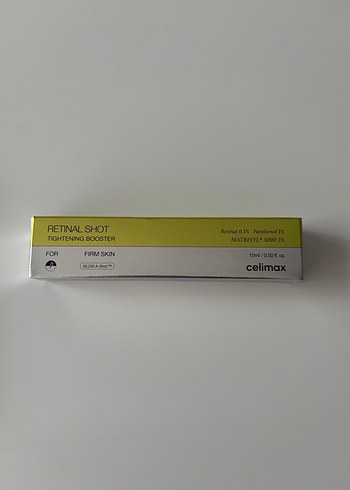 RETINAL SHOT
TIGHTENING BOOSTER
Retinal 0.1% Panthenol 1%
MATRIXYL® 3000 1%
FOR FIRM SKIN
15ml / 0.50 fl. oz.
celimax